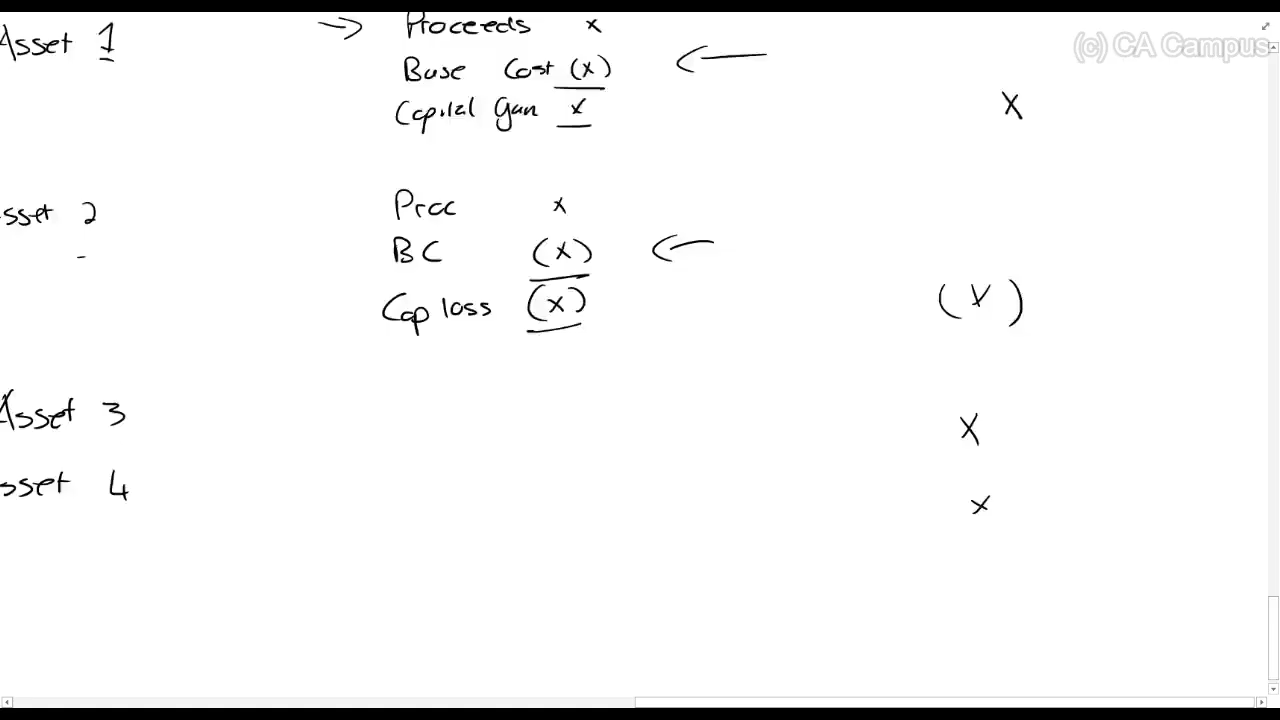 (c) CA Campus
Asset 1 → Proceeds x
Base Cost (x) ←
Capital Gain x X
sset 2 Proc x
BC (x) ←
Cap loss (x) (x)
Asset 3 X
sset 4 x